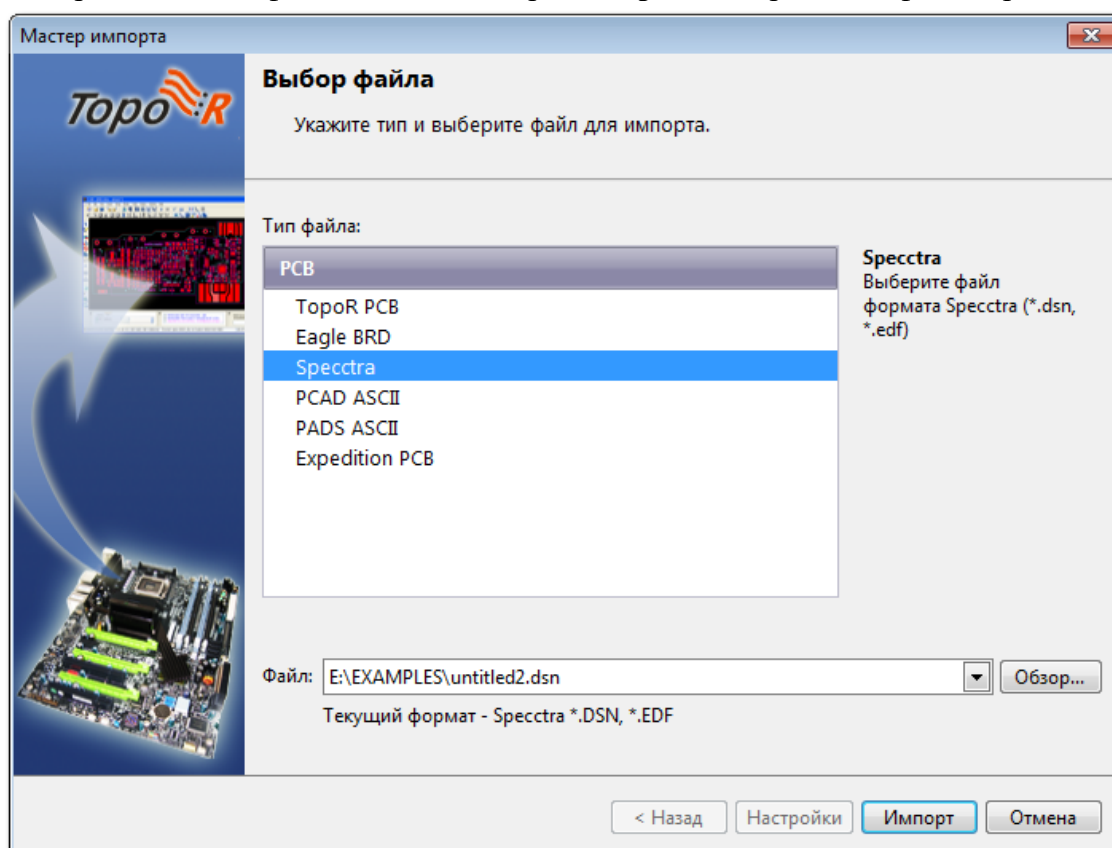 Мастер импорта
TopoR
Выбор файла
Укажите тип и выберите файл для импорта.
Тип файла:
PCB
TopoR PCB
Eagle BRD
Specctra
PCAD ASCII
PADS ASCII
Expedition PCB
Specctra
Выберите файл
формата Specctra (*.dsn,
*.edf)
Файл: E:\EXAMPLES\untitled2.dsn Обзор...
Текущий формат - Specctra *.DSN, *.EDF
< Назад Настройки Импорт Отмена